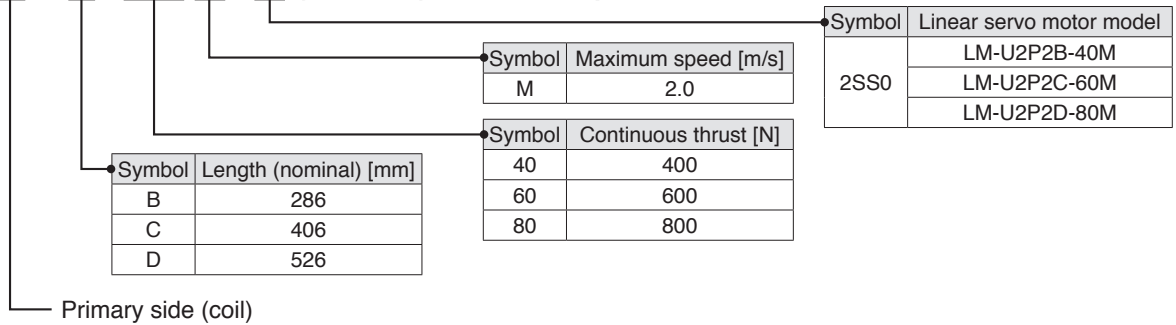 Symbol Linear servo motor model
2SS0
LM-U2P2B-40M
LM-U2P2C-60M
LM-U2P2D-80M
Symbol Maximum speed [m/s]
M 2.0
Symbol Continuous thrust [N]
40 400
60 600
80 800
Symbol Length (nominal) [mm]
B 286
C 406
D 526
Primary side (coil)